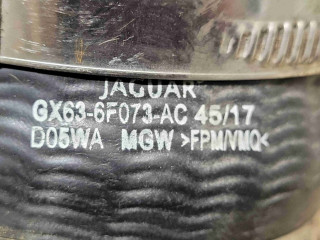 JAGUAR
GX63-6F073-AC 45/17
D05WA MGW >FPM/VMQ<